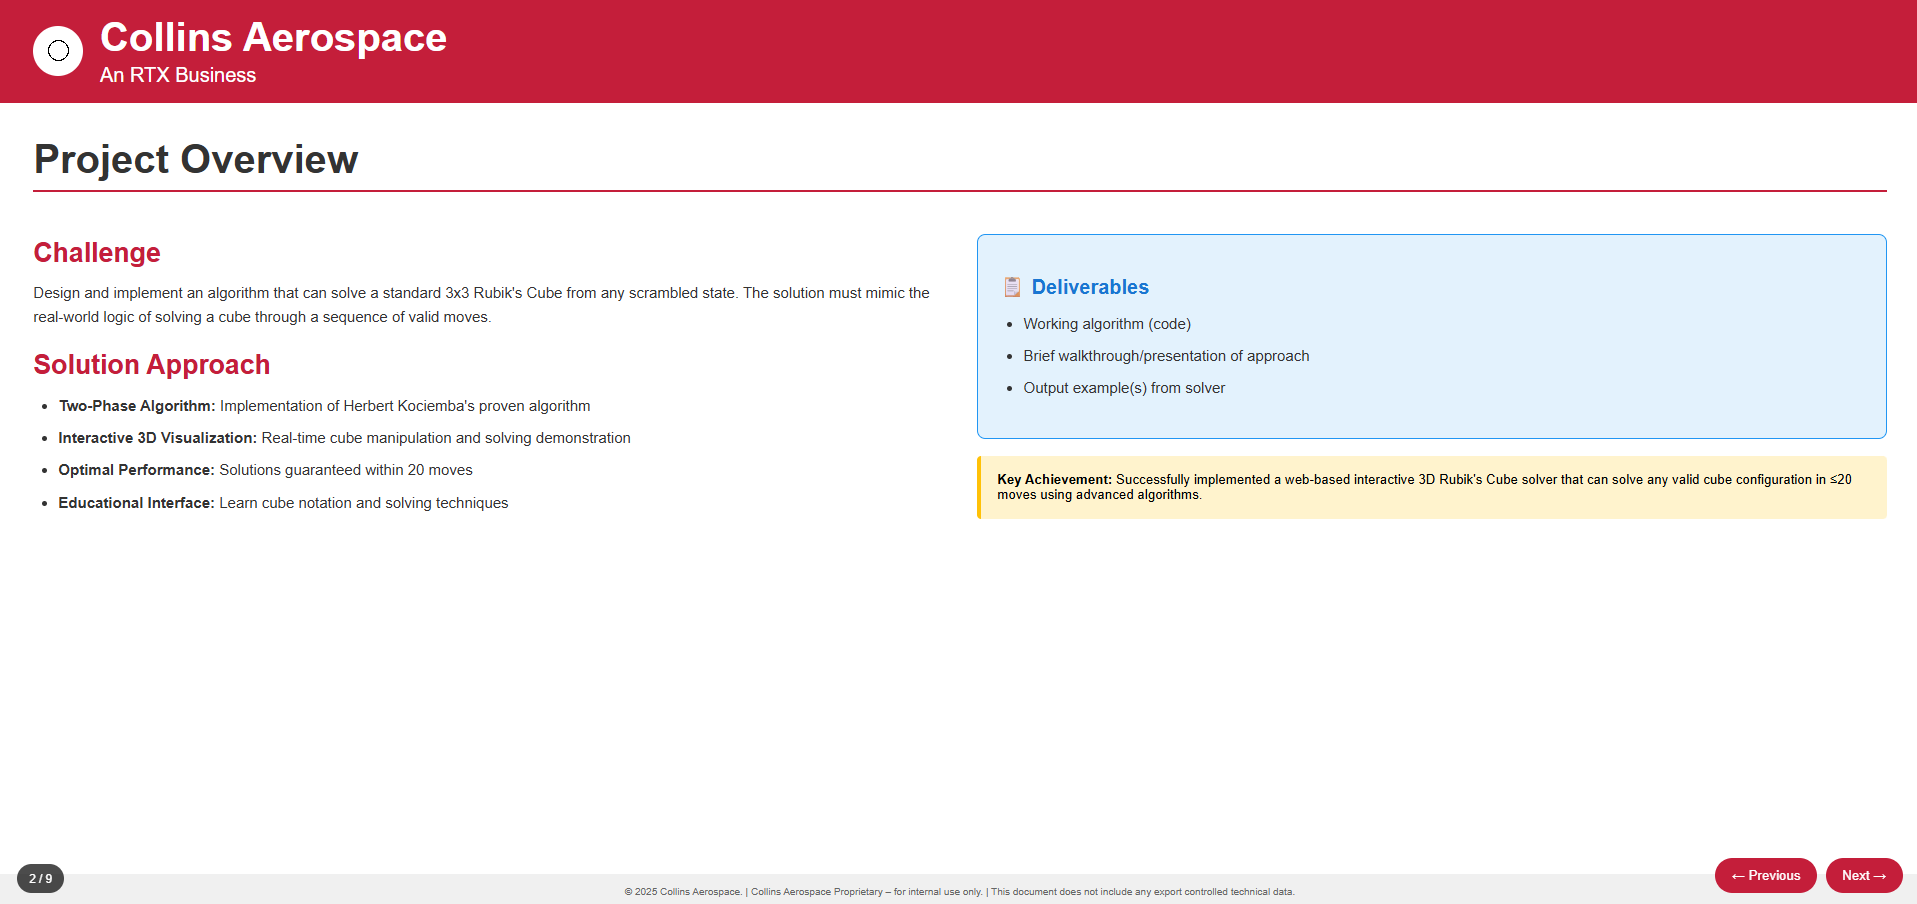 Collins Aerospace
An RTX Business
Project Overview
Challenge
Design and implement an algorithm that can solve a standard 3x3 Rubik's Cube from any scrambled state. The solution must mimic the
real-world logic of solving a cube through a sequence of valid moves.
Solution Approach
• Two-Phase Algorithm: Implementation of Herbert Kociemba's proven algorithm
• Interactive 3D Visualization: Real-time cube manipulation and solving demonstration
• Optimal Performance: Solutions guaranteed within 20 moves
• Educational Interface: Learn cube notation and solving techniques
📋 Deliverables
• Working algorithm (code)
• Brief walkthrough/presentation of approach
• Output example(s) from solver
Key Achievement: Successfully implemented a web-based interactive 3D Rubik's Cube solver that can solve any valid cube configuration in ≤20
moves using advanced algorithms.
2 / 9
© 2025 Collins Aerospace. | Collins Aerospace Proprietary – for internal use only. | This document does not include any export controlled technical data.
← Previous
Next →